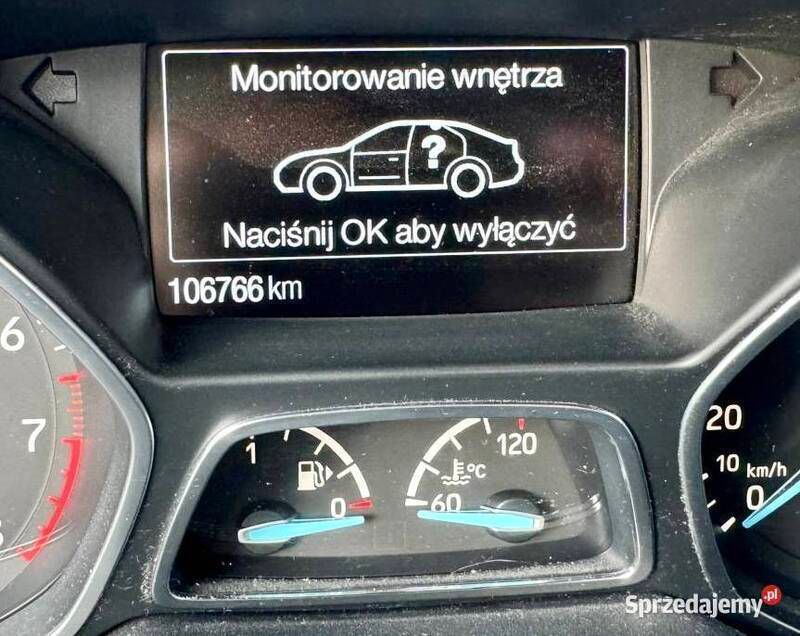 Monitorowanie wnętrza
?
Naciśnij OK aby wyłączyć
106766 km
6
7
1
0
120
°C
60
20
10 km/h
0
Sprzedajemy.pl